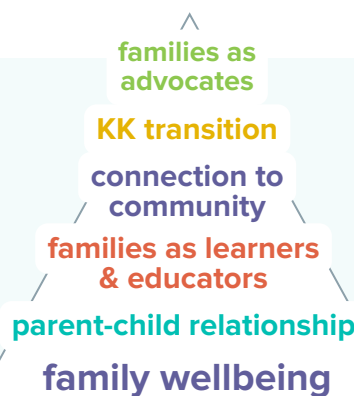 families as
advocates
KK transition
connection to
community
families as learners
& educators
parent-child relationship
family wellbeing